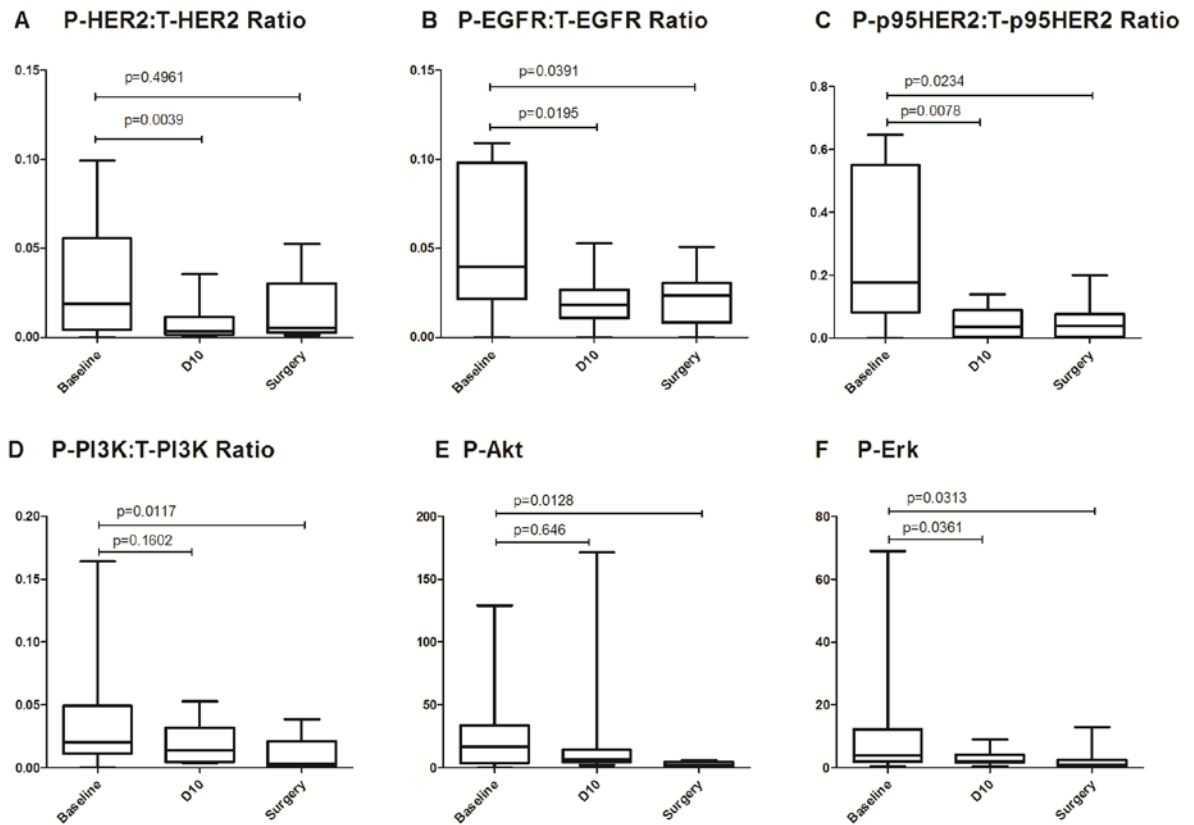 A P-HER2:T-HER2 Ratio
0.15
p=0.4961
p=0.0039
0.10
0.05
0.00
Baseline
D10
Surgery
B P-EGFR:T-EGFR Ratio
0.15
p=0.0391
p=0.0195
0.10
0.05
0.00
Baseline
D10
Surgery
C P-p95HER2:T-p95HER2 Ratio
0.8
p=0.0234
p=0.0078
0.6
0.4
0.2
0.0
Baseline
D10
Surgery
D P-PI3K:T-PI3K Ratio
0.20
p=0.0117
p=0.1602
0.15
0.10
0.05
0.00
Baseline
D10
Surgery
E P-Akt
200
p=0.0128
p=0.646
150
100
50
0
Baseline
D10
Surgery
F P-Erk
80
p=0.0313
p=0.0361
60
40
20
0
Baseline
D10
Surgery